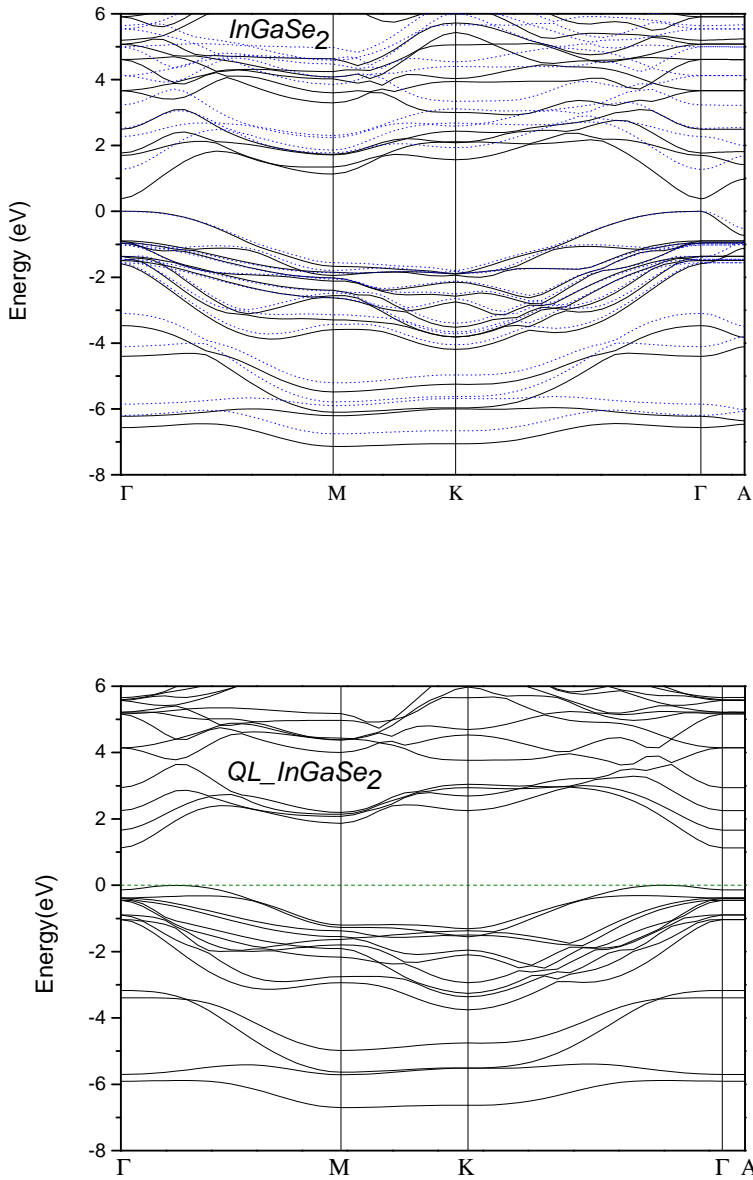 InGaSe2
6
4
2
0
-2
-4
-6
-8
Energy (eV)
Γ M K Γ A
QL_InGaSe2
6
4
2
0
-2
-4
-6
-8
Energy(eV)
Γ M K Γ A